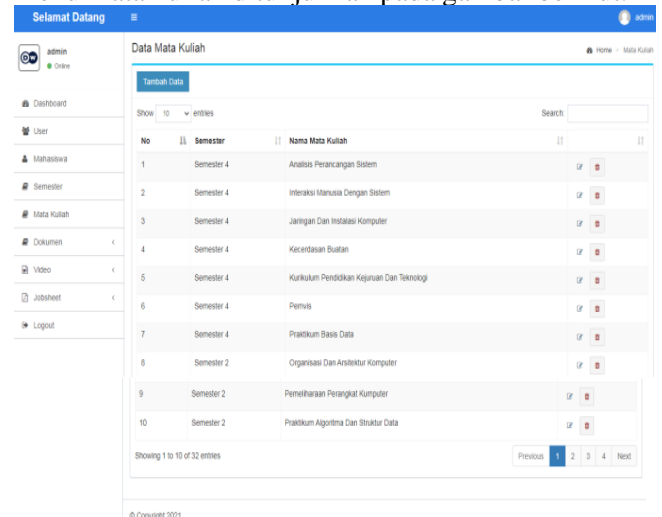 Selamat Datang
admin
admin
Online
Data Mata Kuliah
Home > Mata Kuliah
Tambah Data
Dashboard
User
Mahasiswa
Semester
Mata Kuliah
Dokumen
Video
Jobsheet
Logout
Show 10 entries
Search:
No Semester Nama Mata Kuliah
1 Semester 4 Analisis Perancangan Sistem
2 Semester 4 Interaksi Manusia Dengan Sistem
3 Semester 4 Jaringan Dan Instalasi Komputer
4 Semester 4 Kecerdasan Buatan
5 Semester 4 Kurikulum Pendidikan Kejuruan Dan Teknologi
6 Semester 4 Pemvis
7 Semester 4 Praktikum Basis Data
8 Semester 2 Organisasi Dan Arsitektur Komputer
9 Semester 2 Pemeliharaan Perangkat Kumputer
10 Semester 2 Praktikum Algoritma Dan Struktur Data
Showing 1 to 10 of 32 entries
Previous 1 2 3 4 Next
© Copyright 2021